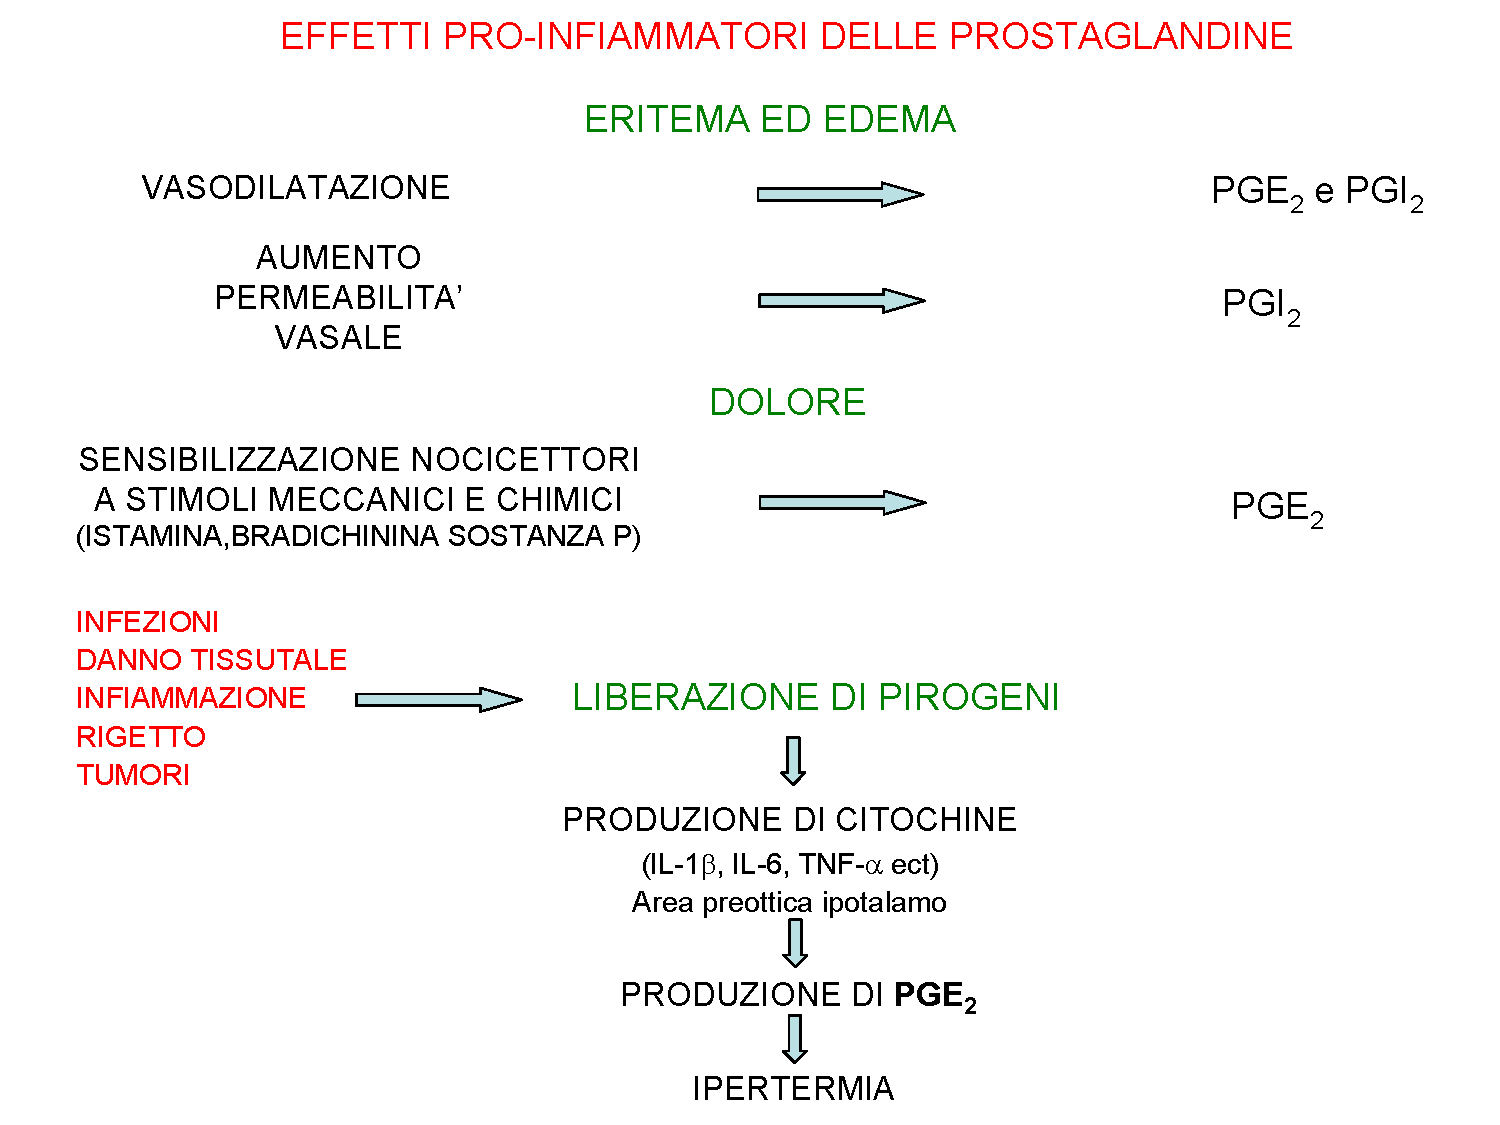 EFFETTI PRO-INFIAMMATORI DELLE PROSTAGLANDINE
ERITEMA ED EDEMA
VASODILATAZIONE
PGE2 e PGI2
AUMENTO
PERMEABILITA’
VASALE
PGI2
DOLORE
SENSIBILIZZAZIONE NOCICETTORI
A STIMOLI MECCANICI E CHIMICI
(ISTAMINA,BRADICHININA SOSTANZA P)
PGE2
INFEZIONI
DANNO TISSUTALE
INFIAMMAZIONE
RIGETTO
TUMORI
LIBERAZIONE DI PIROGENI
PRODUZIONE DI CITOCHINE
(IL-1β, IL-6, TNF-α ect)
Area preottica ipotalamo
PRODUZIONE DI PGE2
IPERTERMIA